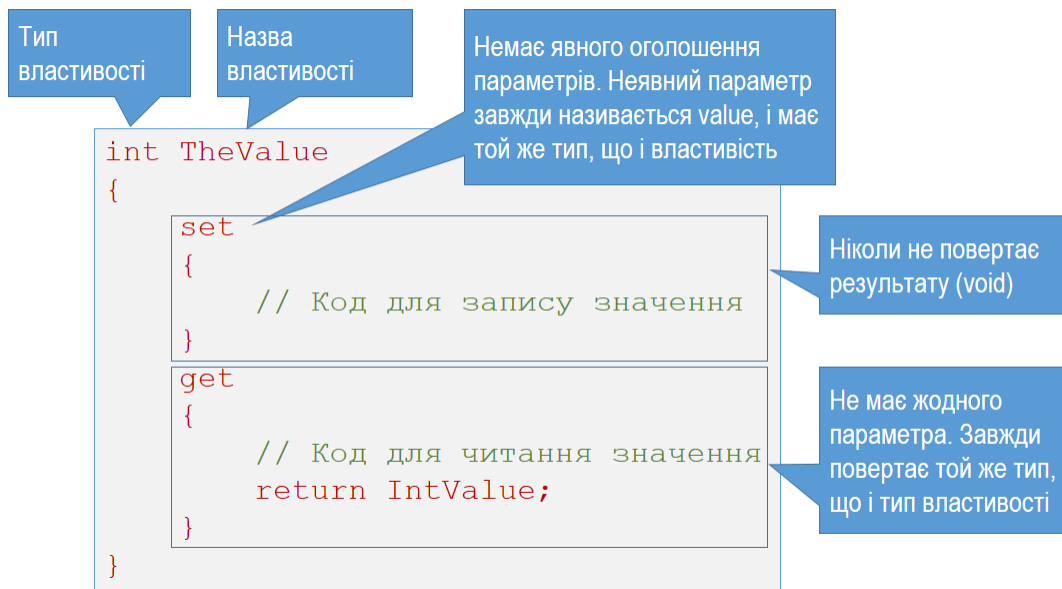 Тип
властивості
Назва
властивості
Немає явного оголошення
параметрів. Неявний параметр
завжди називається value, і має
той же тип, що і властивість
int TheValue
{
set
{
// Код для запису значення
}
Ніколи не повертає
результату (void)
get
{
// Код для читання значення
return IntValue;
}
Не має жодного
параметра. Завжди
повертає той же тип,
що і тип властивості
}